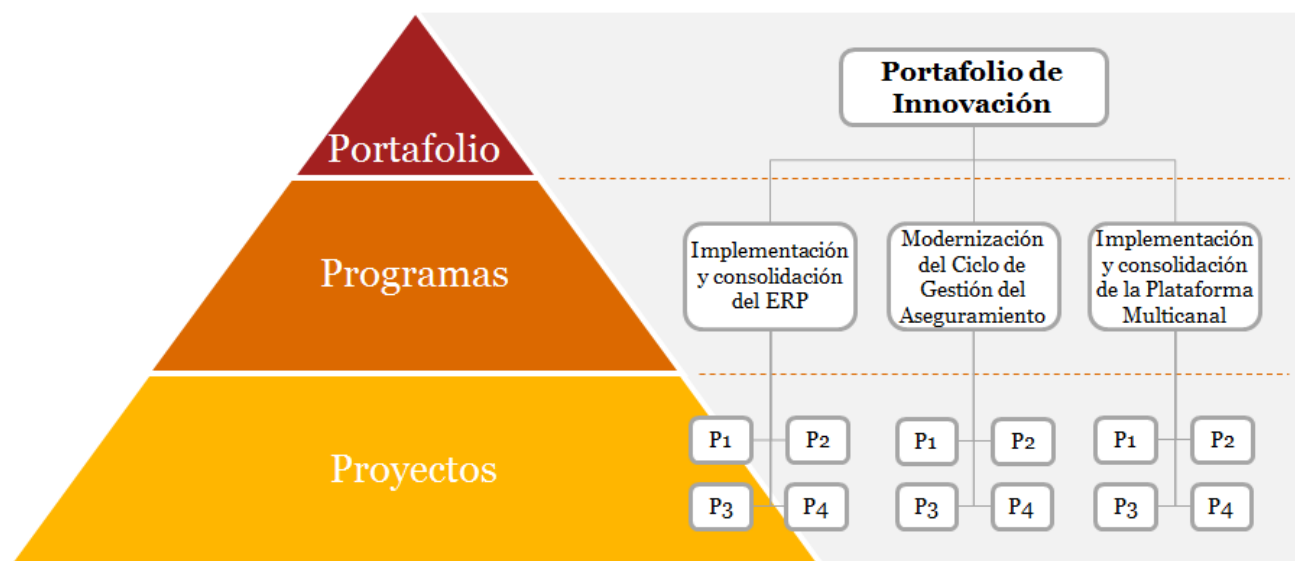 Portafolio
Programas
Proyectos
Portafolio de
Innovación
Implementación
y consolidación
del ERP
Modernización
del Ciclo de
Gestión del
Aseguramiento
Implementación
y consolidación
de la Plataforma
Multicanal
P1
P2
P3
P4
P1
P2
P3
P4
P1
P2
P3
P4